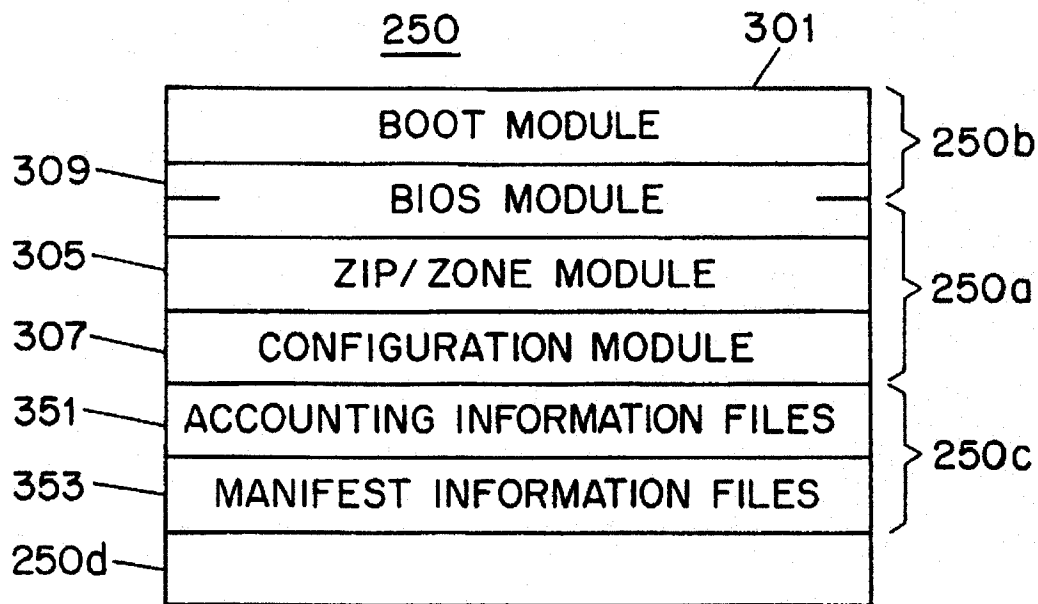 250
301
BOOT MODULE
250b
309
BIOS MODULE
305
ZIP/ZONE MODULE
250a
307
CONFIGURATION MODULE
351
ACCOUNTING INFORMATION FILES
250c
353
MANIFEST INFORMATION FILES
250d